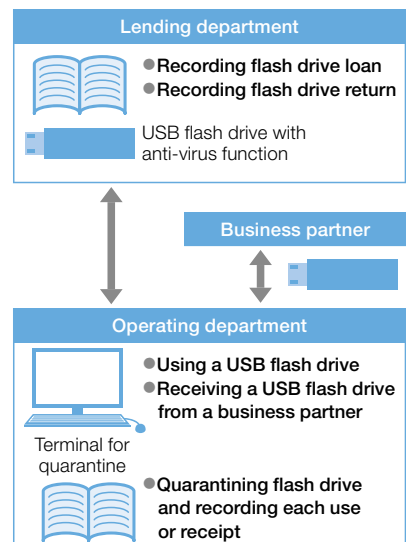 Lending department
●Recording flash drive loan
●Recording flash drive return
USB flash drive with
anti-virus function
Business partner
Operating department
●Using a USB flash drive
●Receiving a USB flash drive
from a business partner
Terminal for
quarantine
●Quarantining flash drive
and recording each use
or receipt